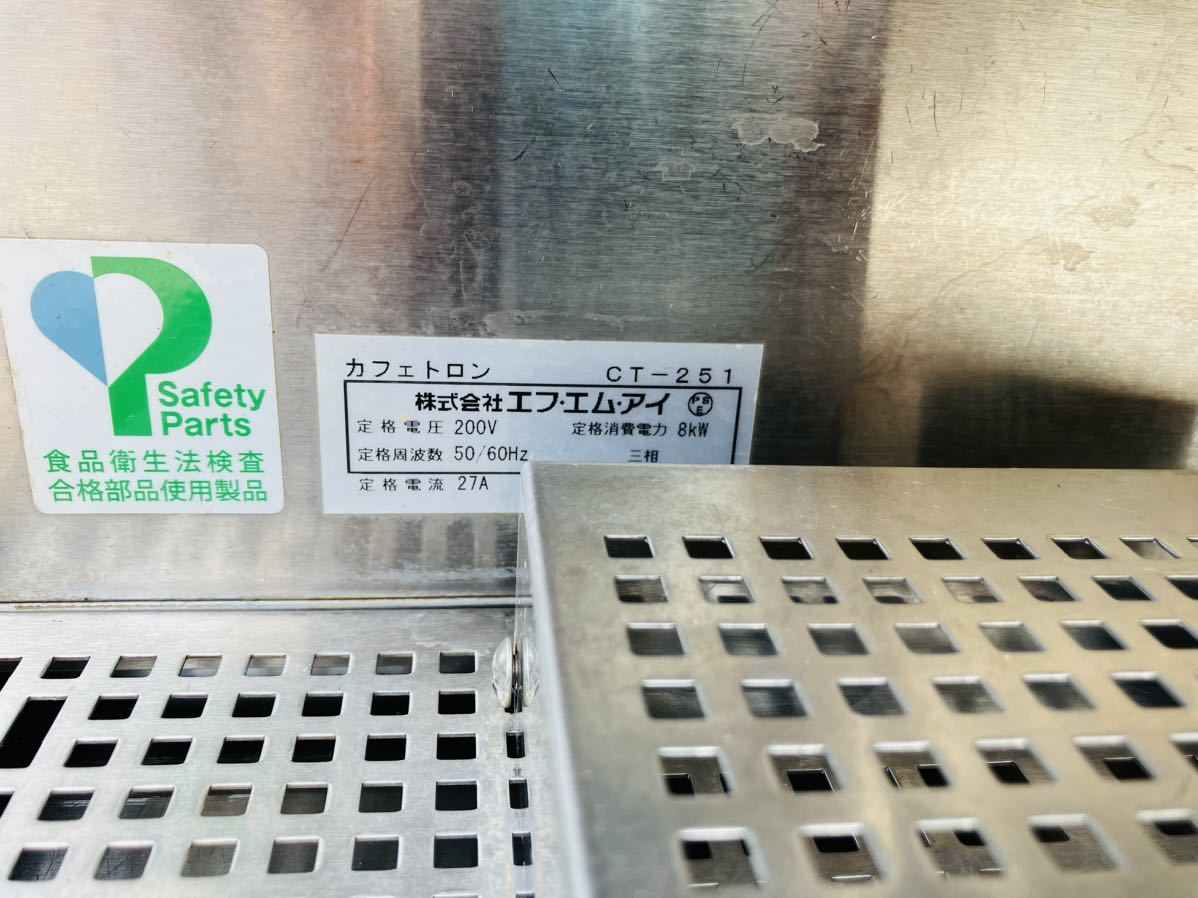 Safety
Parts
食品衛生法検査
合格部品使用製品
カフェトロン CT-251
株式会社エフ・エム・アイ PSE
定格電圧 200V 定格消費電力 8kW
定格周波数 50/60Hz 三相
定格電流 27A